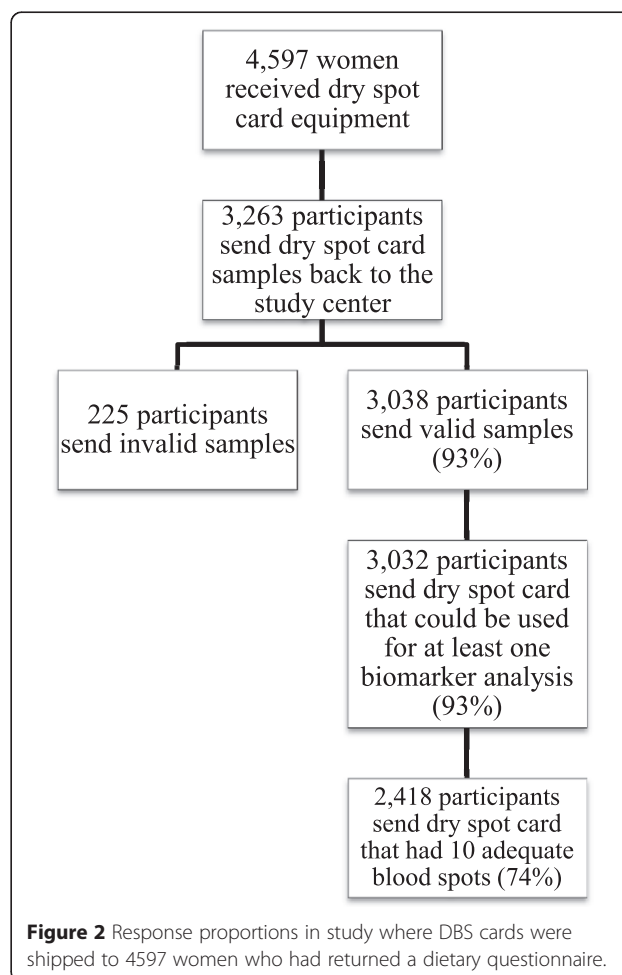 4,597 women
received dry spot
card equipment
3,263 participants
send dry spot card
samples back to the
study center
225 participants
send invalid samples
3,038 participants
send valid samples
(93%)
3,032 participants
send dry spot card
that could be used
for at least one
biomarker analysis
(93%)
2,418 participants
send dry spot card
that had 10 adequate
blood spots (74%)
Figure 2 Response proportions in study where DBS cards were
shipped to 4597 women who had returned a dietary questionnaire.